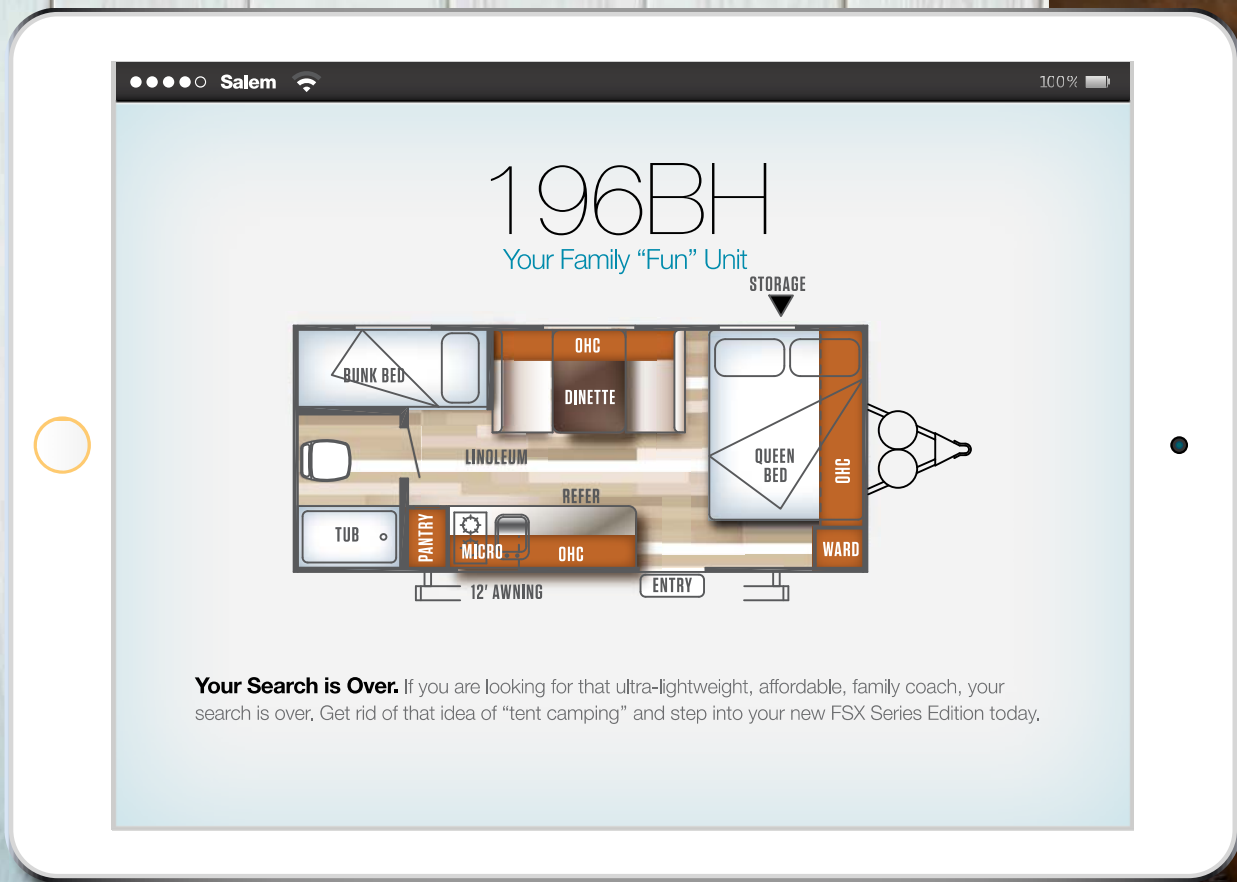 Salem
100%
196BH
Your Family “Fun” Unit
STORAGE
OHC
BUNK BED
DINETTE
LINOLEUM
QUEEN
BED
OHC
REFER
TUB
PANTRY
MICRO
OHC
WARD
12' AWNING
ENTRY
Your Search is Over. If you are looking for that ultra-lightweight, affordable, family coach, your
search is over. Get rid of that idea of “tent camping” and step into your new FSX Series Edition today.